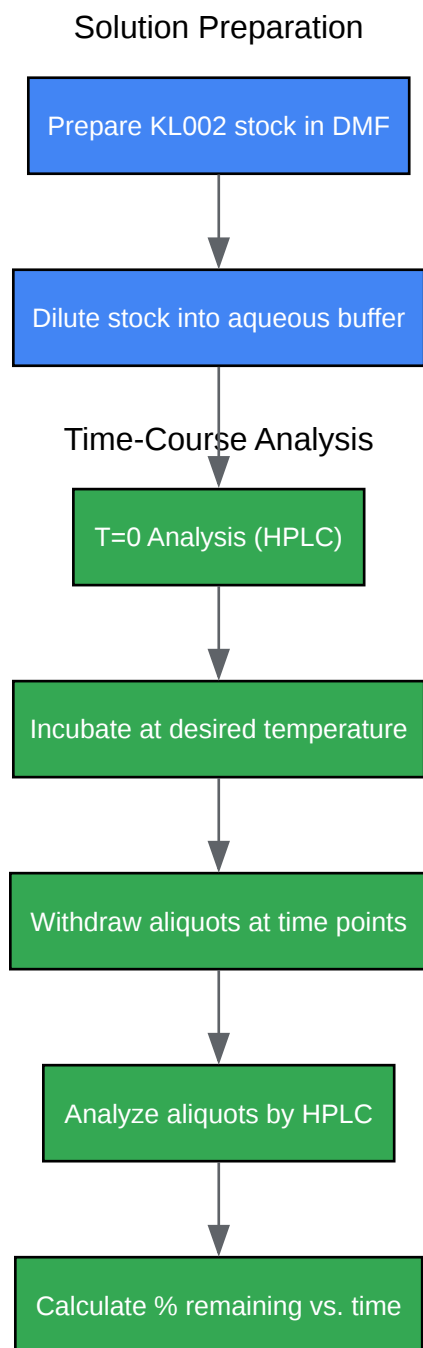 Solution Preparation
Prepare KL002 stock in DMF
Dilute stock into aqueous buffer
Time-Course Analysis
T=0 Analysis (HPLC)
Incubate at desired temperature
Withdraw aliquots at time points
Analyze aliquots by HPLC
Calculate % remaining vs. time